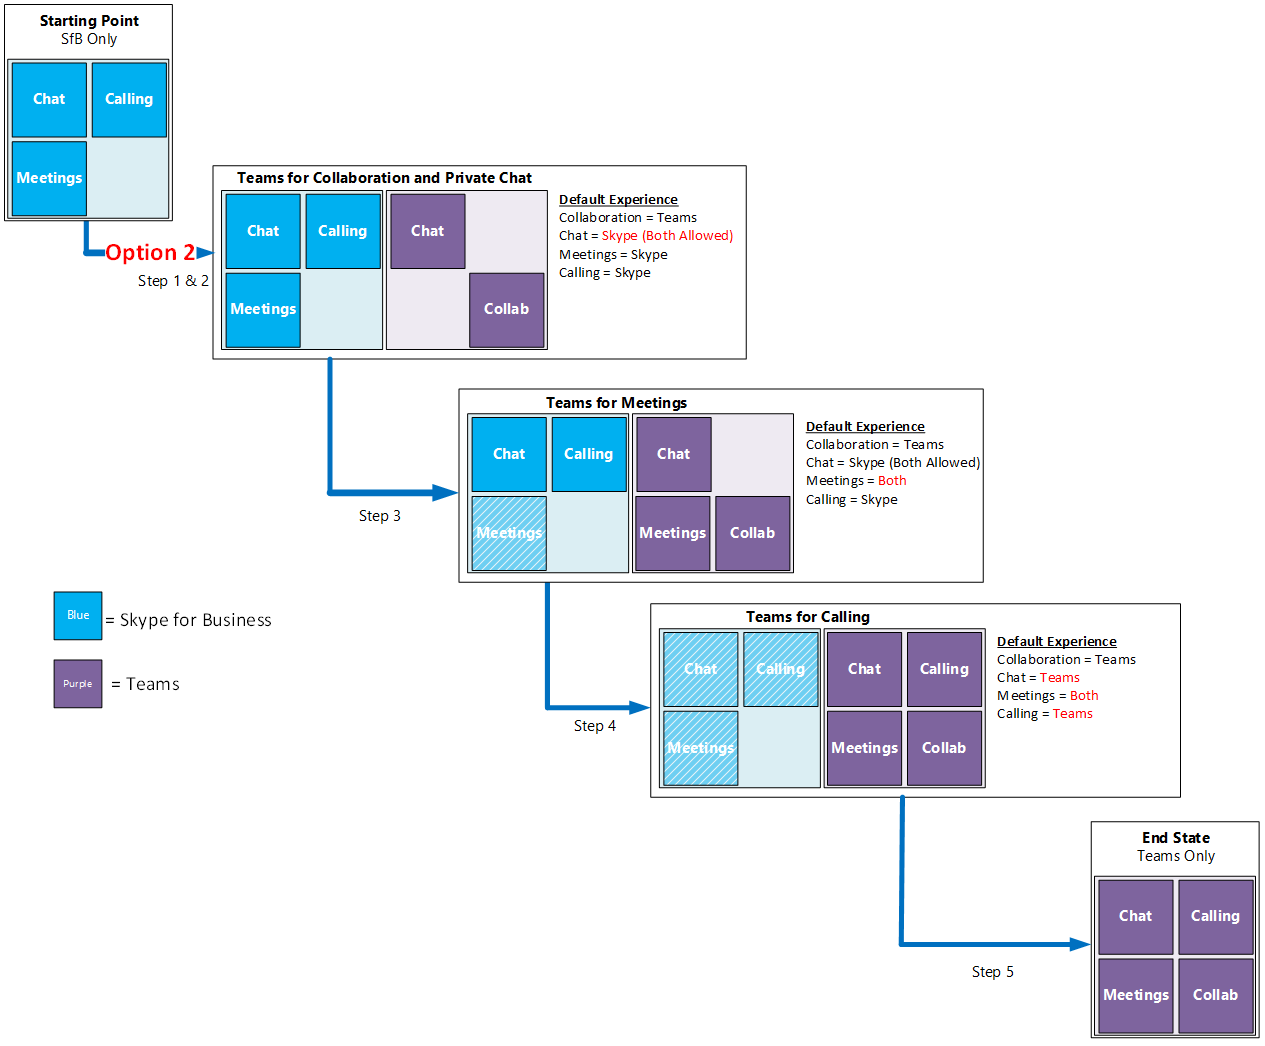 Starting Point
SfB Only
Chat
Calling
Meetings
Option 2
Step 1 & 2
Teams for Collaboration and Private Chat
Chat
Calling
Meetings
Chat
Collab
Default Experience
Collaboration = Teams
Chat = Skype (Both Allowed)
Meetings = Skype
Calling = Skype
Step 3
Teams for Meetings
Chat
Calling
Meetings
Chat
Meetings
Collab
Default Experience
Collaboration = Teams
Chat = Skype (Both Allowed)
Meetings = Both
Calling = Skype
Blue
= Skype for Business
Purple
= Teams
Step 4
Teams for Calling
Chat
Calling
Meetings
Chat
Calling
Meetings
Collab
Default Experience
Collaboration = Teams
Chat = Teams
Meetings = Both
Calling = Teams
Step 5
End State
Teams Only
Chat
Calling
Meetings
Collab